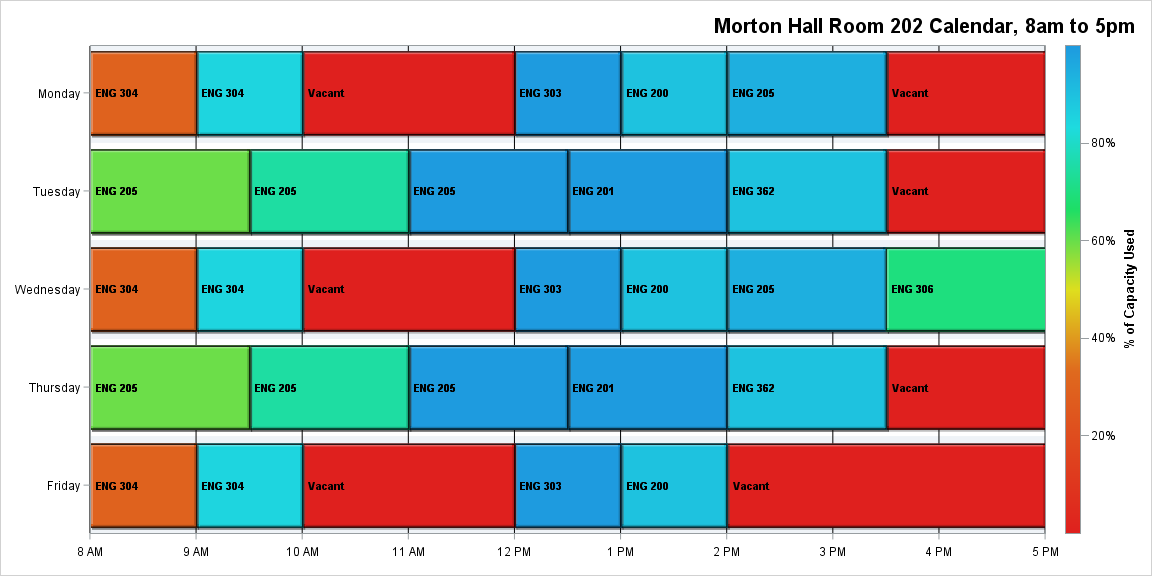 Morton Hall Room 202 Calendar, 8am to 5pm
Monday
ENG 304
ENG 304
Vacant
ENG 303
ENG 200
ENG 205
Vacant
Tuesday
ENG 205
ENG 205
ENG 205
ENG 201
ENG 362
Vacant
Wednesday
ENG 304
ENG 304
Vacant
ENG 303
ENG 200
ENG 205
ENG 306
Thursday
ENG 205
ENG 205
ENG 205
ENG 201
ENG 362
Vacant
Friday
ENG 304
ENG 304
Vacant
ENG 303
ENG 200
Vacant
8 AM
9 AM
10 AM
11 AM
12 PM
1 PM
2 PM
3 PM
4 PM
5 PM
80%
60%
40%
20%
% of Capacity Used